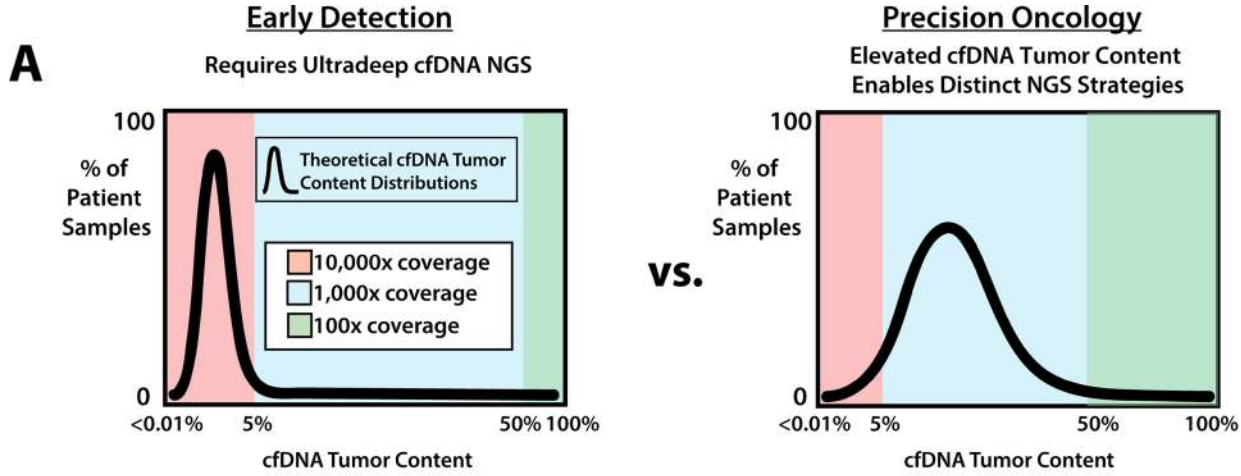 A
Early Detection
Requires Ultradeep cfDNA NGS
100
% of
Patient
Samples
0
Theoretical cfDNA Tumor
Content Distributions
10,000x coverage
1,000x coverage
100x coverage
<0.01%
5%
50%
100%
cfDNA Tumor Content
vs.
Precision Oncology
Elevated cfDNA Tumor Content
Enables Distinct NGS Strategies
100
% of
Patient
Samples
0
<0.01%
5%
50%
100%
cfDNA Tumor Content